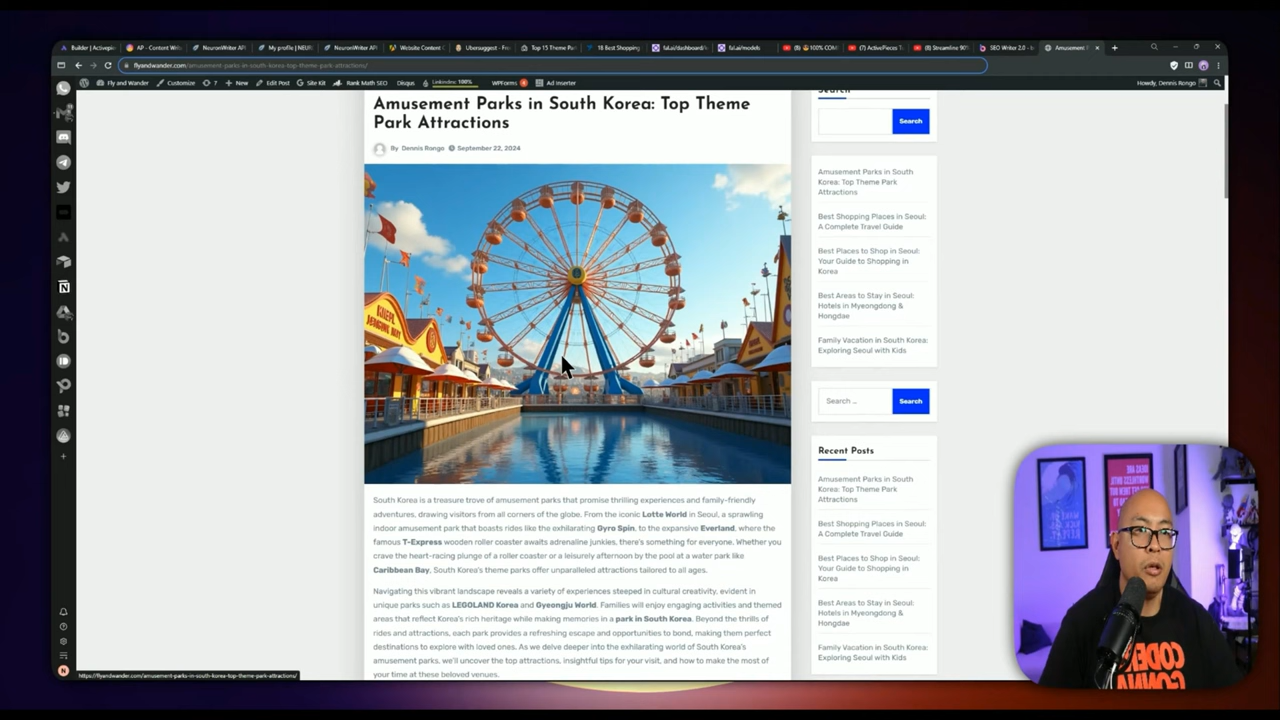 Builder | Activepie
AP - Content Writ
NeuronWriter API
My profile | NEUR
NeuronWriter API
Website Content C
Ubersuggest -
Top 15 Theme Par
18 Best Shopping
fal.ai/dashboard/
fal.ai/models
(8)
100% COM
(7) ActivePieces T
(8) Streamline 90%
SEO Writer 2.0 - b
Amusement P
flyandwander.com/amusement-parks-in-south-korea-top-theme-park-attractions/
Fly and Wander
Customize
7
New
Edit Post
Site Kit
Rank Math SEO
Disqus
100%
WPForms
Ad Inserter
Howdy, Dennis Rongo
Amusement Parks in South Korea: Top Theme
Park Attractions
By Dennis Rongo September 22, 2024
South Korea is a treasure trove of amusement parks that promise thrilling experiences and family-friendly
adventures, drawing visitors from all corners of the globe. From the iconic Lotte World in Seoul, a sprawling
indoor amusement park that boasts rides like the exhilarating Gyro Spin, to the expansive Everland, where the
famous T-Express wooden roller coaster awaits adrenaline junkies, there's something for everyone. Whether you
crave the heart-racing plunge of a roller coaster or a leisurely afternoon by the pool at a water park like
Caribbean Bay, South Korea's theme parks offer unparalleled attractions tailored to all ages.
Navigating this vibrant landscape reveals a variety of experiences steeped in cultural creativity, evident in
unique parks such as LEGOLAND Korea and Gyeongju World. Families will enjoy engaging activities and themed
areas that reflect Korea's rich heritage while making memories in a park in South Korea. Beyond the thrills of
rides and attractions, each park provides a refreshing escape and opportunities to bond, making them perfect
destinations to explore with loved ones. As we delve deeper into the exhilarating world of South Korea's
amusement parks, we'll uncover the top attractions, insightful tips for your visit, and how to make the most of
your time at these beloved venues.
Search
Search
Amusement Parks in South
Korea: Top Theme Park
Attractions
Best Shopping Places in Seoul:
A Complete Travel Guide
Best Places to Shop in Seoul:
Your Guide to Shopping in
Korea
Best Areas to Stay in Seoul:
Hotels in Myeongdong &
Hongdae
Family Vacation in South Korea:
Exploring Seoul with Kids
Search ...
Search
Recent Posts
Amusement Parks in South
Korea: Top Theme Park
Attractions
Best Shopping Places in Seoul:
A Complete Travel Guide
Best Places to Shop in Seoul:
Your Guide to Shopping in
Korea
Best Areas to Stay in Seoul:
Hotels in Myeongdong &
Hongdae
Family Vacation in South Korea:
Exploring Seoul with Kids
https://flyandwander.com/amusement-parks-in-south-korea-top-theme-park-attractions/